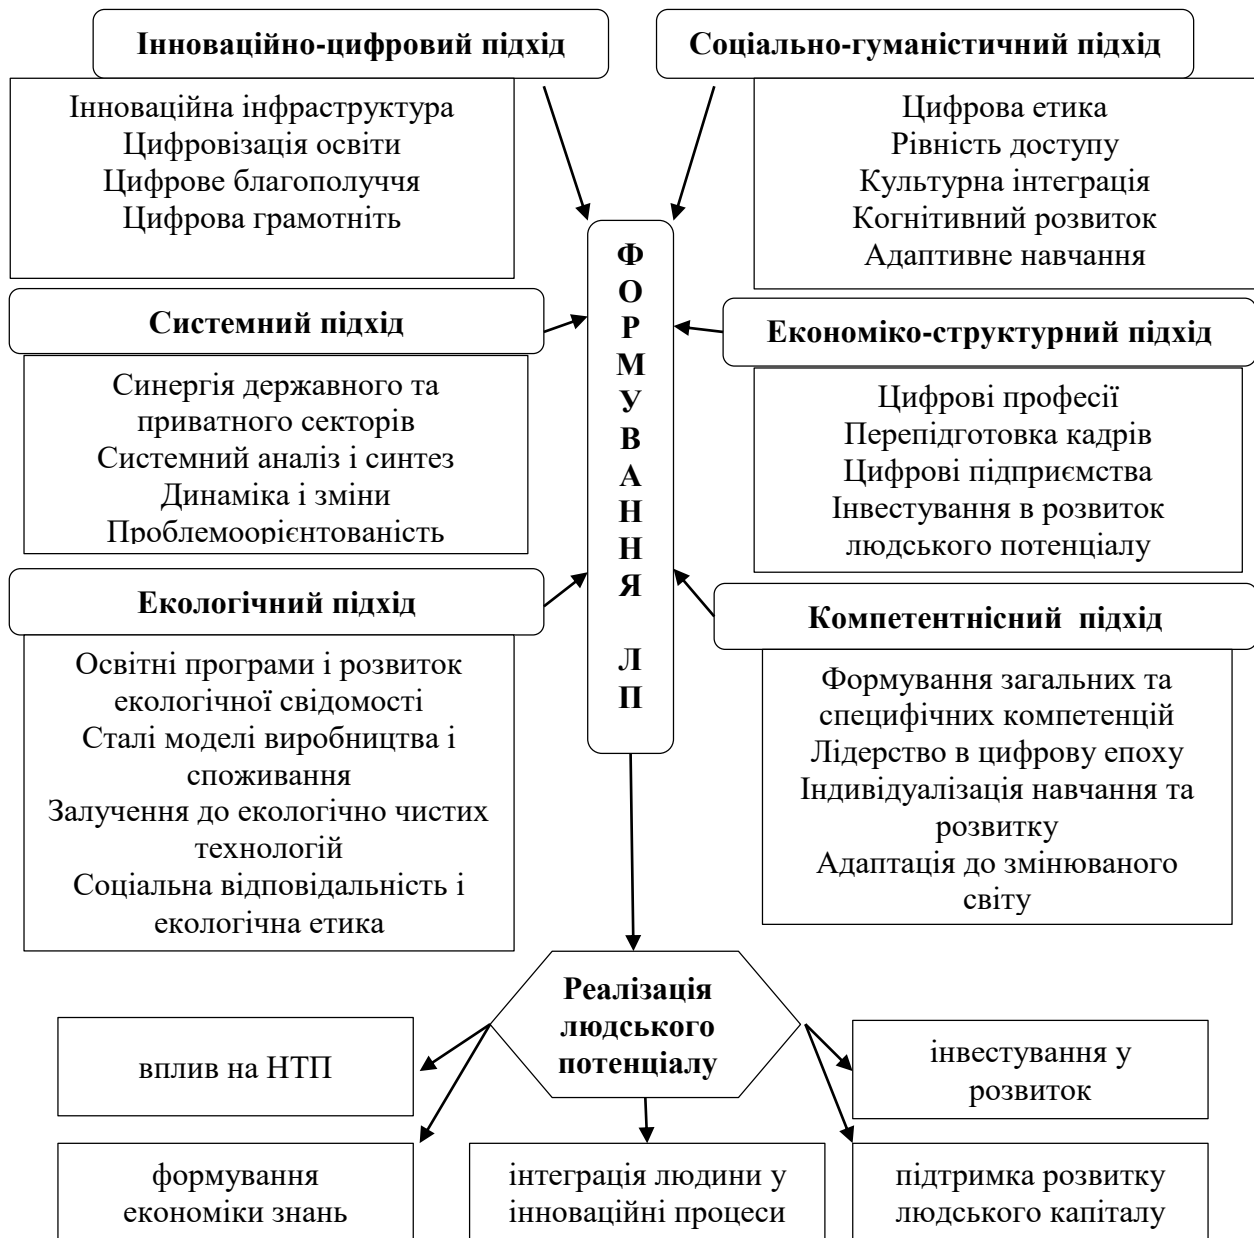 Інноваційно-цифровий підхід
Інноваційна інфраструктура
Цифровізація освіти
Цифрове благополуччя
Цифрова грамотніть
Соціально-гуманістичний підхід
Цифрова етика
Рівність доступу
Культурна інтеграція
Когнітивний розвиток
Адаптивне навчання
Системний підхід
Синергія державного та
приватного секторів
Системний аналіз і синтез
Динаміка і зміни
Проблемоорієнтованість
Економіко-структурний підхід
Цифрові професії
Перепідготовка кадрів
Цифрові підприємства
Інвестування в розвиток
людського потенціалу
Екологічний підхід
Освітні програми і розвиток
екологічної свідомості
Сталі моделі виробництва і
споживання
Залучення до екологічно чистих
технологій
Соціальна відповідальність і
екологічна етика
Компетентнісний підхід
Формування загальних та
специфічних компетенцій
Лідерство в цифрову епоху
Індивідуалізація навчання та
розвитку
Адаптація до змінюваного
світу
ФОРМУВАННЯ ЛП
Реалізація
людського
потенціалу
вплив на НТП
інвестування у
розвиток
формування
економіки знань
інтеграція людини у
інноваційні процеси
підтримка розвитку
людського капіталу